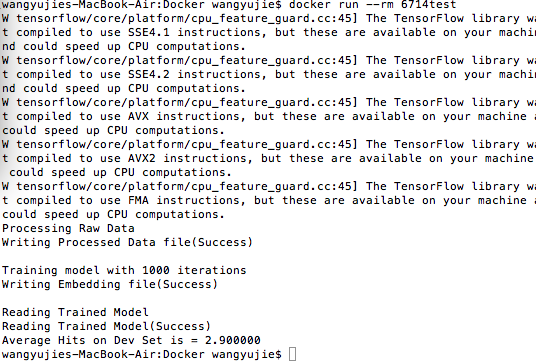 wangyujies-MacBook-Air:Docker wangyujie$ docker run --rm 6714test
W tensorflow/core/platform/cpu_feature_guard.cc:45] The TensorFlow library
t compiled to use SSE4.1 instructions, but these are available on your
nd could speed up CPU computations.
W tensorflow/core/platform/cpu_feature_guard.cc:45] The TensorFlow library
t compiled to use SSE4.2 instructions, but these are available on your
nd could speed up CPU computations.
W tensorflow/core/platform/cpu_feature_guard.cc:45] The TensorFlow library
t compiled to use AVX instructions, but these are available on your machine
could speed up CPU computations.
W tensorflow/core/platform/cpu_feature_guard.cc:45] The TensorFlow library
t compiled to use AVX2 instructions, but these are available on your machine
could speed up CPU computations.
W tensorflow/core/platform/cpu_feature_guard.cc:45] The TensorFlow library
t compiled to use FMA instructions, but these are available on your machine
could speed up CPU computations.
Processing Raw Data
Writing Processed Data file(Success)
Training model with 1000 iterations
Writing Embedding file(Success)
Reading Trained Model
Reading Trained Model(Success)
Average Hits on Dev Set is = 2.900000
wangyujies-MacBook-Air:Docker wangyujie$